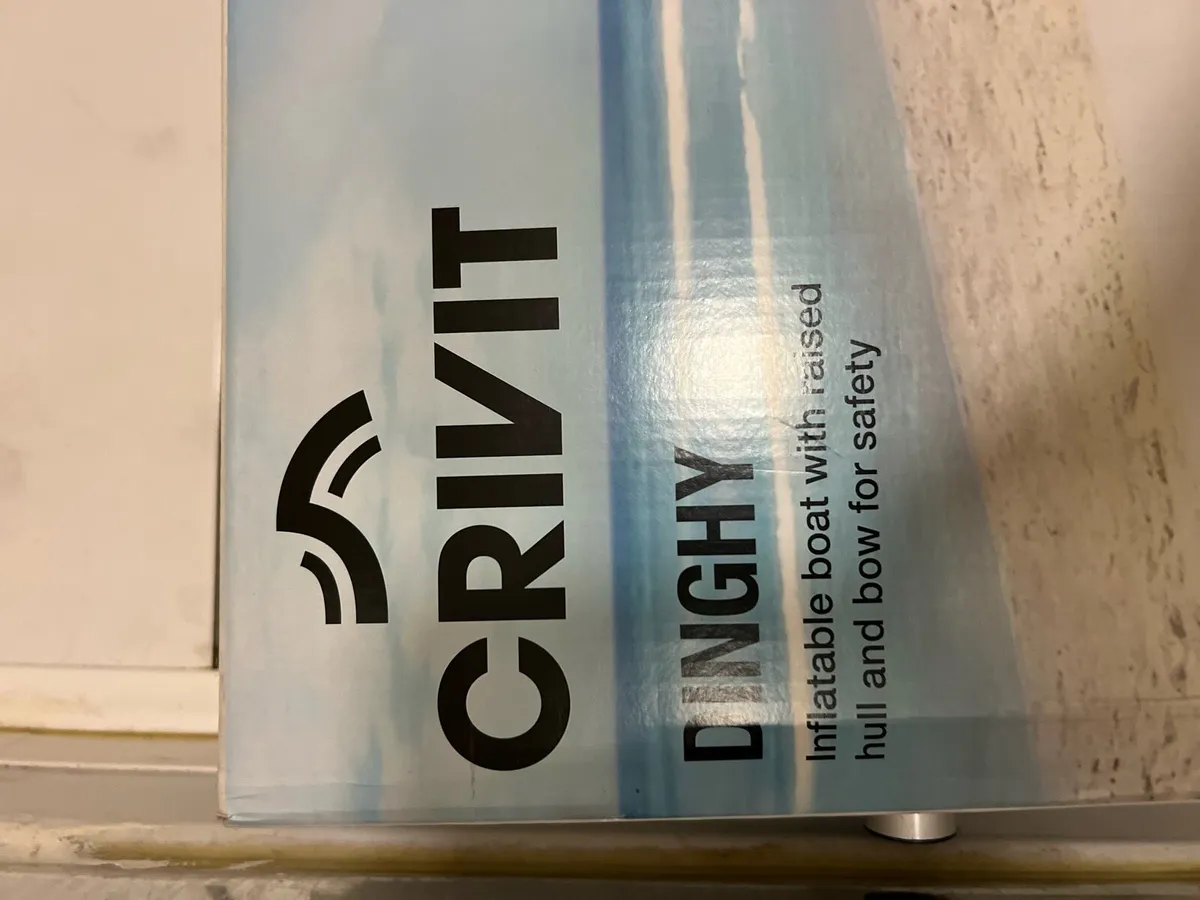 CRIVIT
DINGHY
Inflatable boat with raised
hull and bow for safety